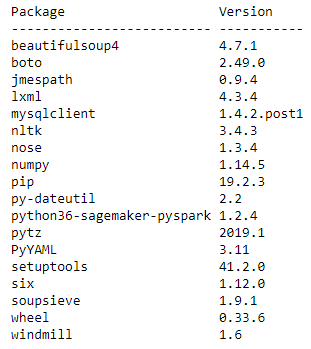 Package                    Version
-------------------------- -----------
beautifulsoup4             4.7.1
boto                       2.49.0
jmespath                   0.9.4
lxml                       4.3.4
mysqlclient                1.4.2.post1
nltk                       3.4.3
nose                       1.3.4
numpy                      1.14.5
pip                        19.2.3
py-dateutil                2.2
python36-sagemaker-pyspark 1.2.4
pytz                       2019.1
PyYAML                     3.11
setuptools                 41.2.0
six                        1.12.0
soupsieve                  1.9.1
wheel                      0.33.6
windmill                   1.6